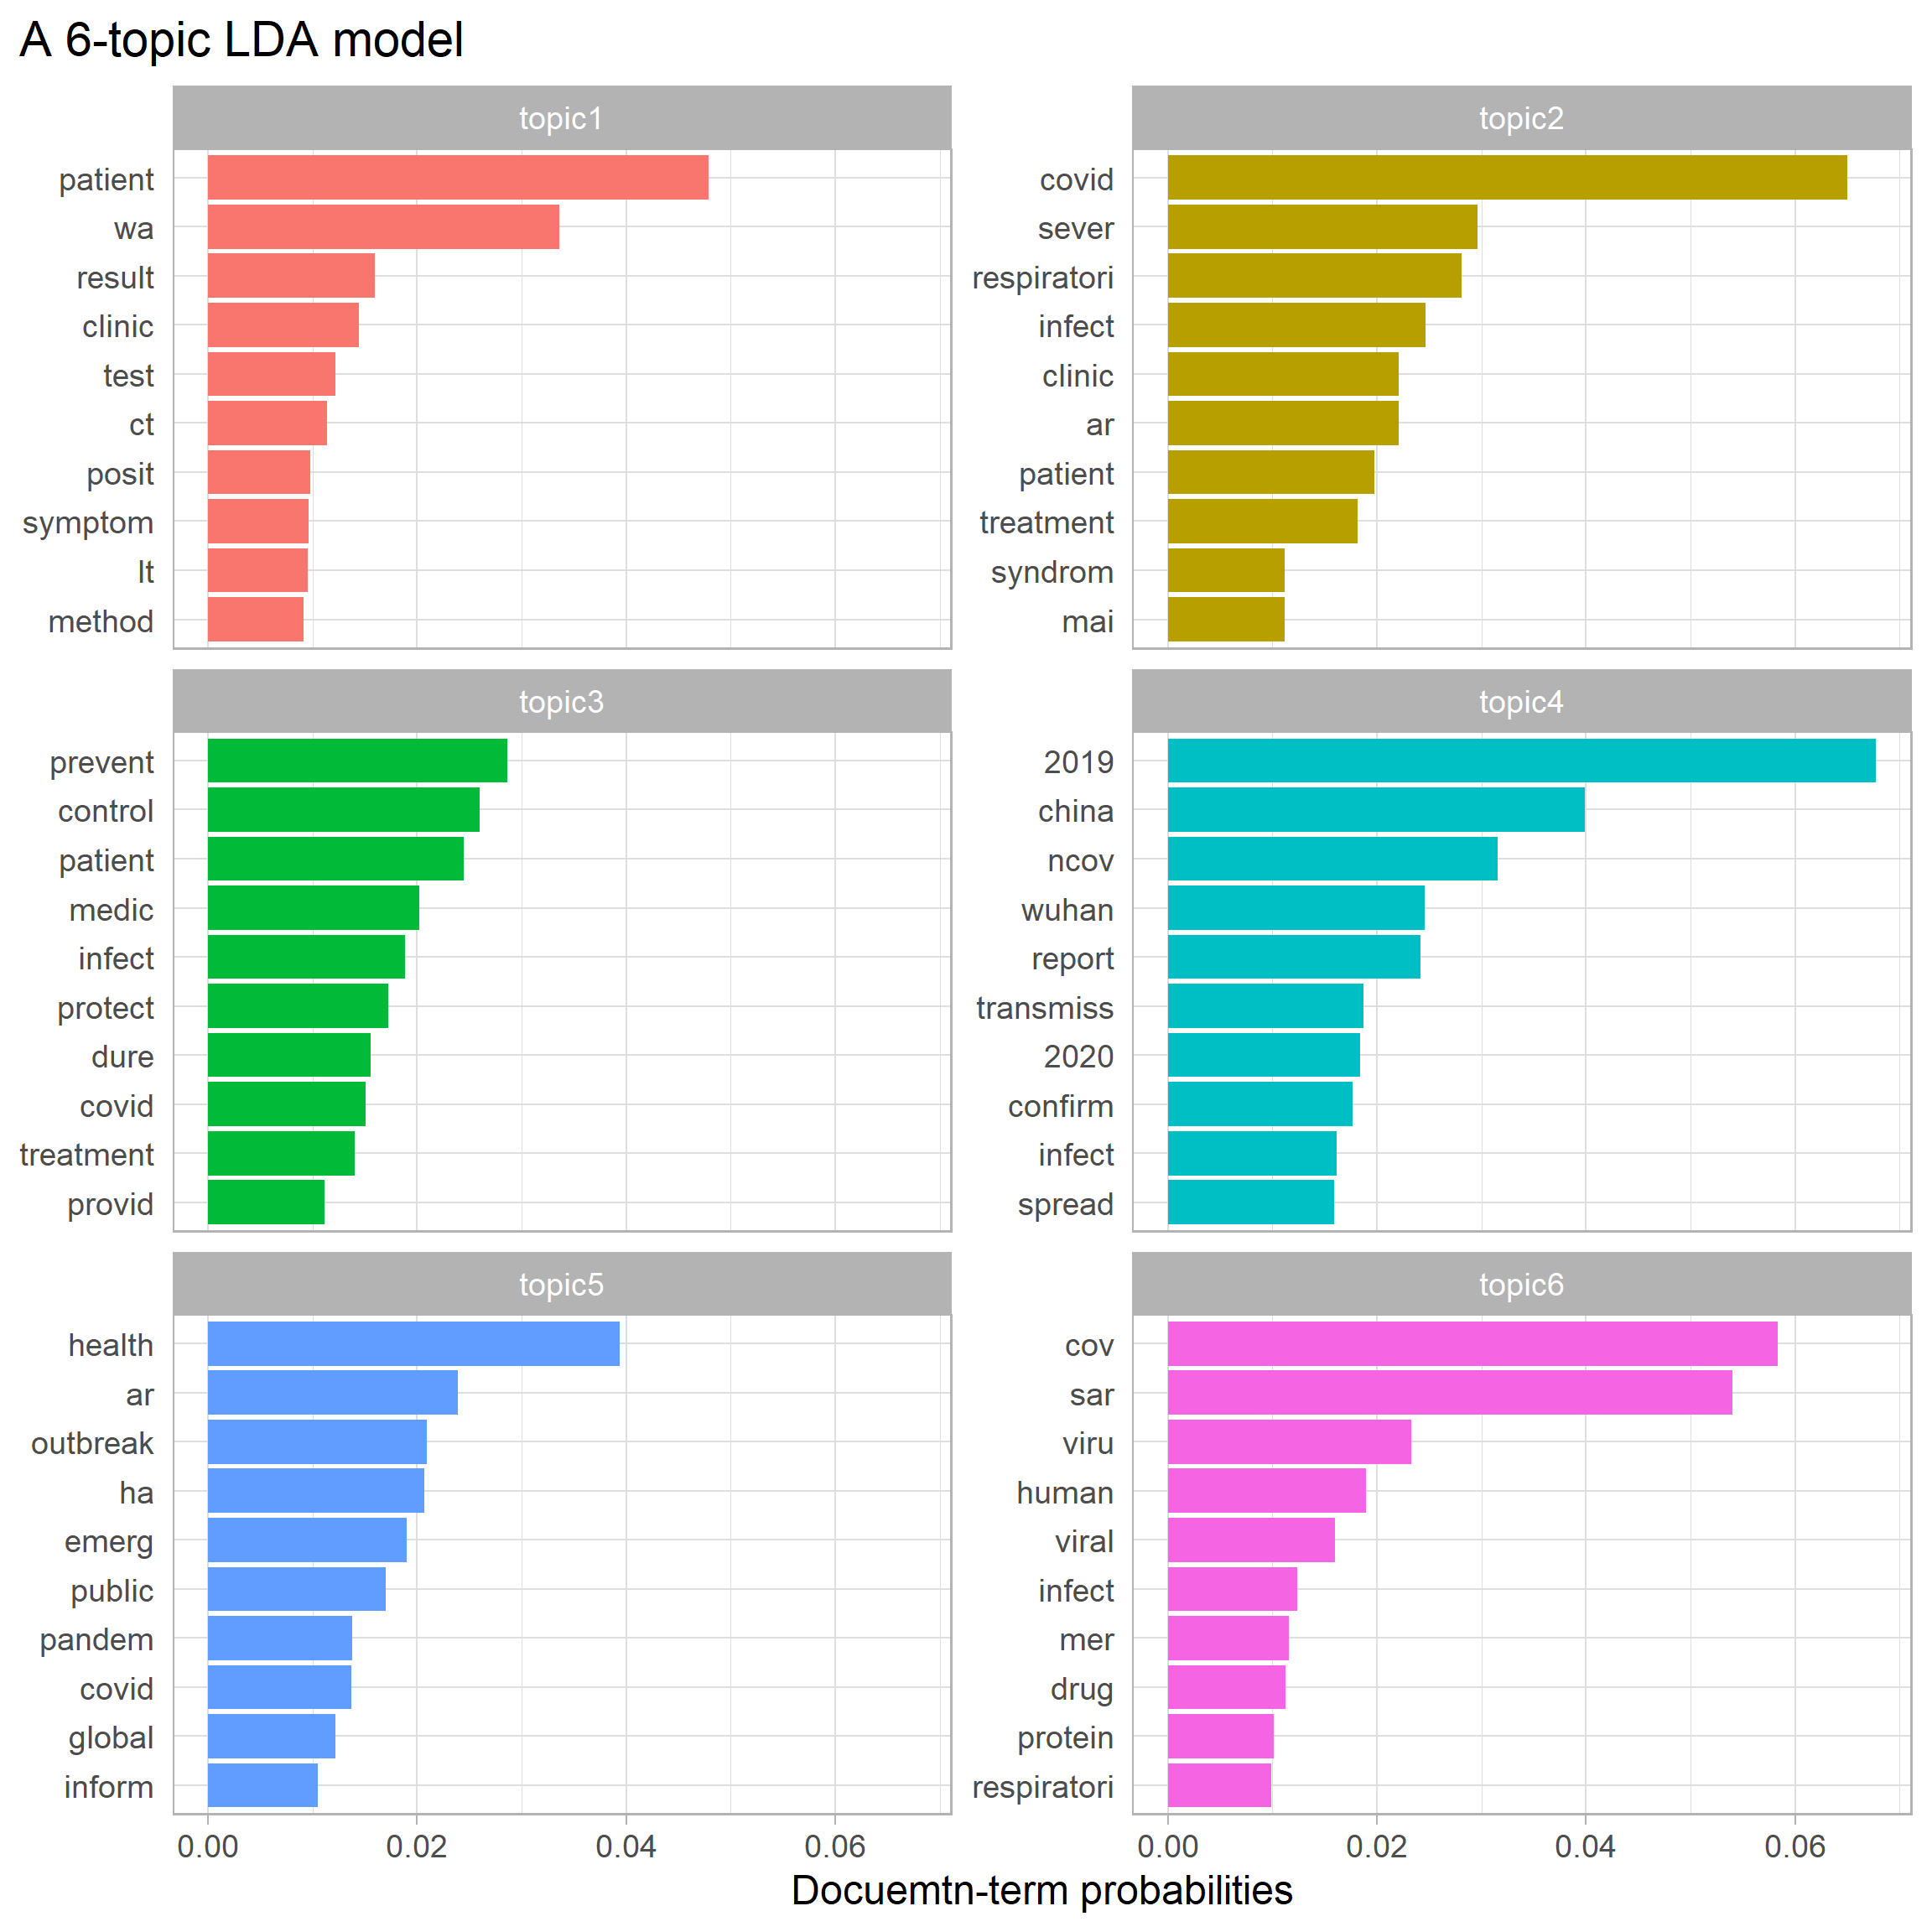 A 6-topic LDA model
topic1
patient
wa
result
clinic
test
ct
posit
symptom
lt
method
topic2
covid
sever
respiratori
infect
clinic
ar
patient
treatment
syndrom
mai
topic3
prevent
control
patient
medic
infect
protect
dure
covid
treatment
provid
topic4
2019
china
ncov
wuhan
report
transmiss
2020
confirm
infect
spread
topic5
health
ar
outbreak
ha
emerg
public
pandem
covid
global
inform
topic6
cov
sar
viru
human
viral
infect
mer
drug
protein
respiratori
0.00 0.02 0.04 0.06
0.00 0.02 0.04 0.06
Docuemtn-term probabilities